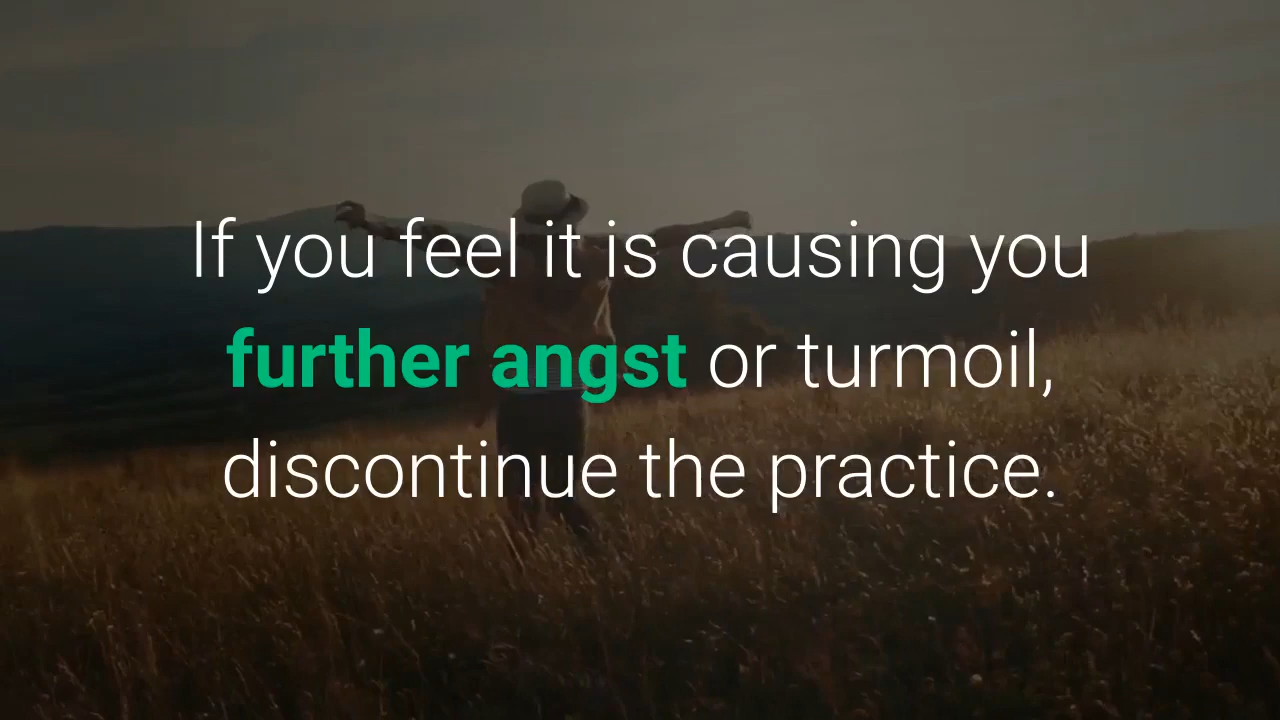 If you feel it is causing you
further angst or turmoil,
discontinue the practice.